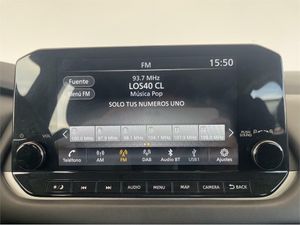 FM
15:50
Fuente
Menú FM
93.7 MHz
LOS40 CL
Música Pop
SOLO TUS NUMEROS UNO
VOL
Teléfono
AM
FM
DAB
Audio BT
USB1
Ajustes
AUDIO
MENU
MAP
CAMERA
BACK